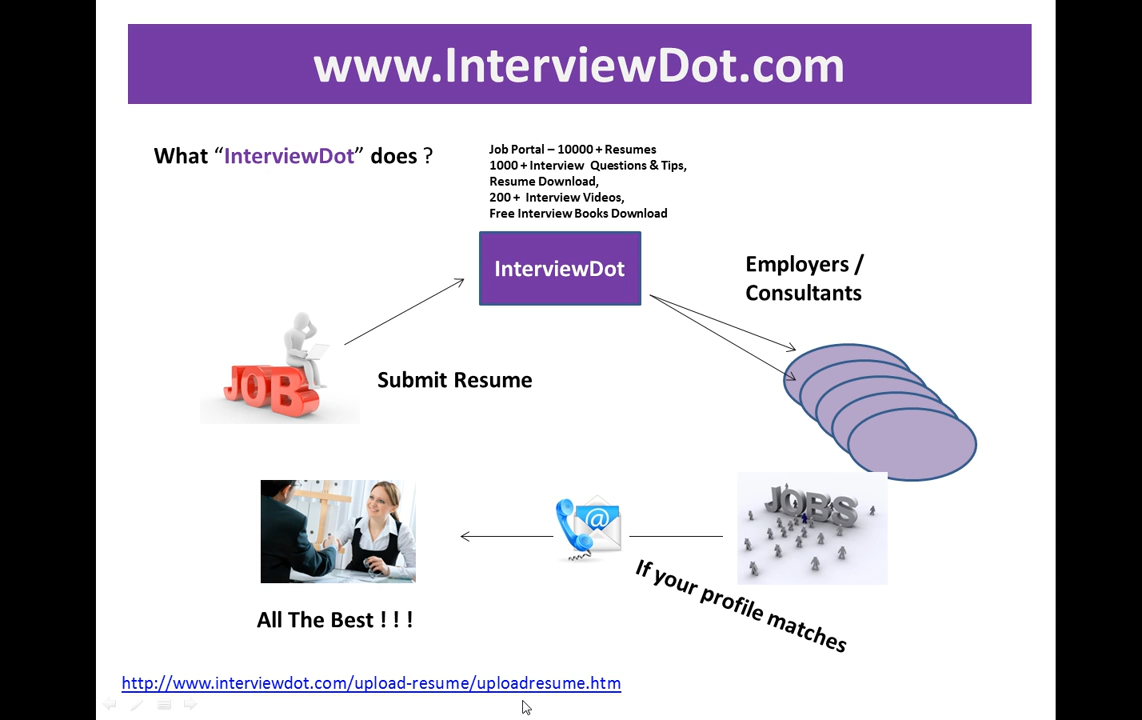 www.InterviewDot.com
What “InterviewDot” does ?
Job Portal – 10000 + Resumes
1000 + Interview Questions & Tips,
Resume Download,
200 + Interview Videos,
Free Interview Books Download
InterviewDot
Employers /
Consultants
JOB
Submit Resume
JOBS
@
If your profile matches
All The Best ! ! !
http://www.interviewdot.com/upload-resume/uploadresume.htm